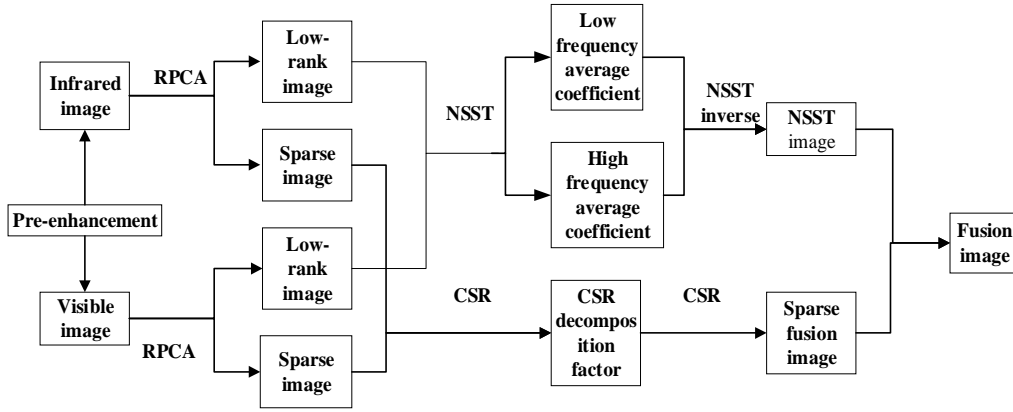 Infrared
image
Pre-enhancement
Visible
image
RPCA
RPCA
Low-
rank
image
Sparse
image
Low-
rank
image
Sparse
image
NSST
CSR
Low
frequency
average
coefficient
High
frequency
average
coefficient
CSR
decompos
ition
factor
NSST
inverse
CSR
NSST
image
Sparse
fusion
image
Fusion
image